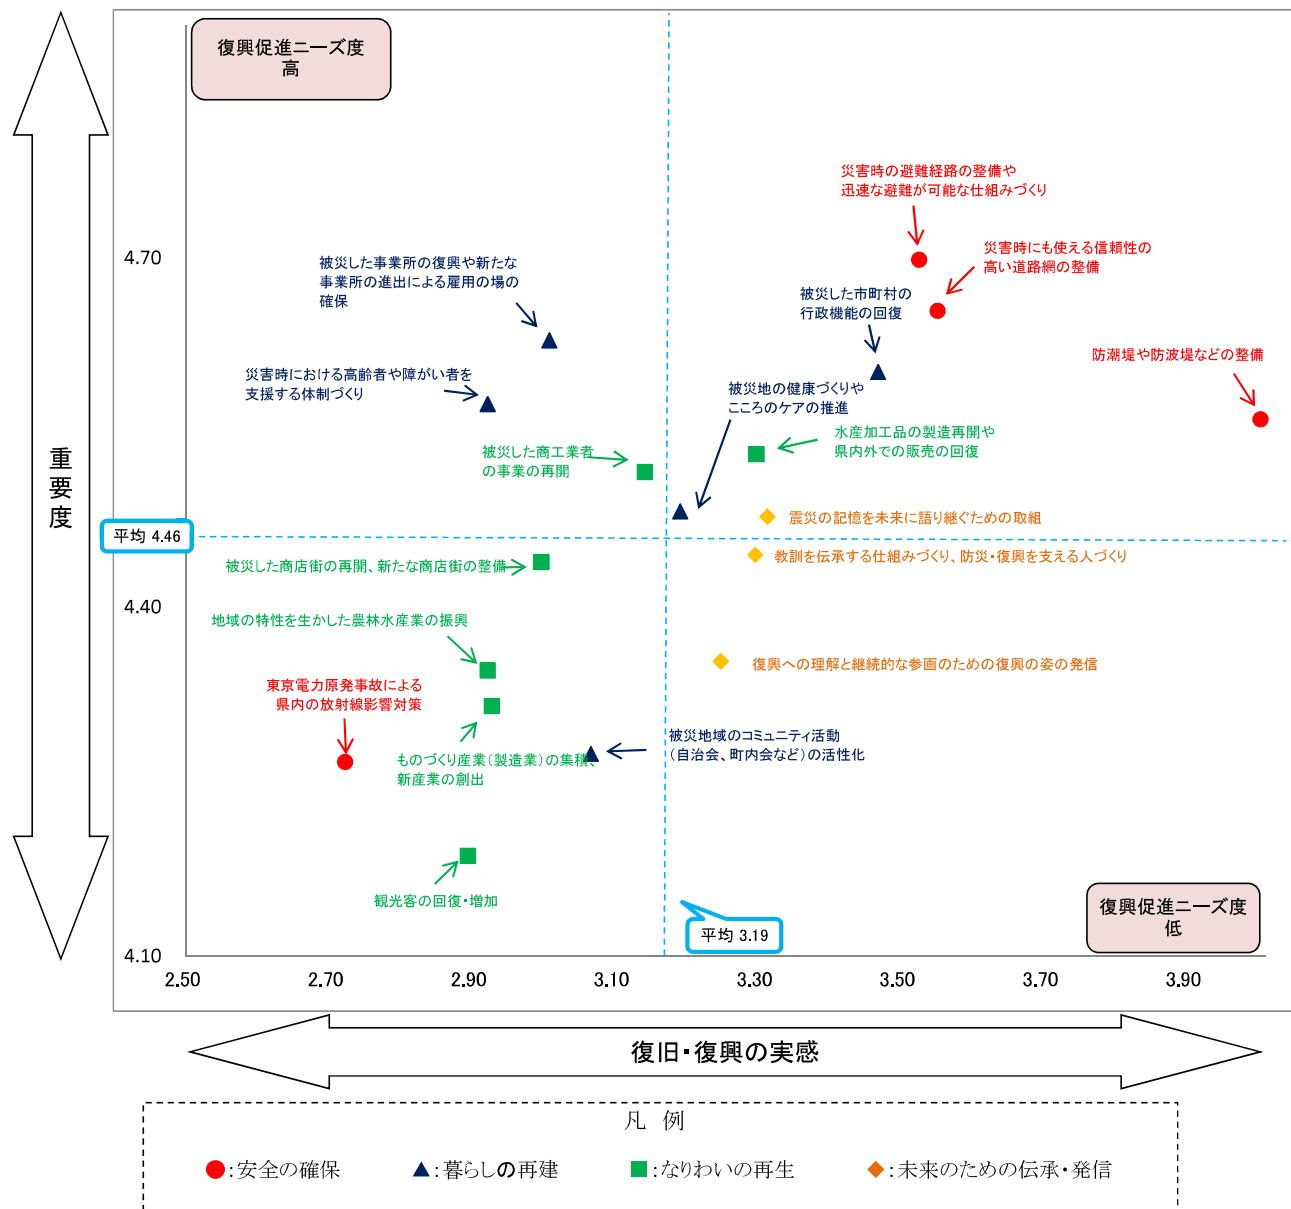 復興促進ニーズ度
高
災害時の避難経路の整備や
迅速な避難が可能な仕組みづくり
災害時にも使える信頼性の
高い道路網の整備
4.70
被災した事業所の復興や新たな
事業所の進出による雇用の場の
確保
被災した市町村の
行政機能の回復
防潮堤や防波堤などの整備
災害時における高齢者や障がい者を
支援する体制づくり
被災地の健康づくりや
こころのケアの推進
水産加工品の製造再開や
県内外での販売の回復
被災した商工業者
の事業の再開
重要度
震災の記憶を未来に語り継ぐための取組
平均 4.46
教訓を伝承する仕組みづくり、防災・復興を支える人づくり
被災した商店街の再開、新たな商店街の整備
4.40
地域の特性を生かした農林水産業の振興
復興への理解と継続的な参画のための復興の姿の発信
東京電力原発事故による
県内の放射線影響対策
被災地域のコミュニティ活動
(自治会、町内会など)の活性化
ものづくり産業(製造業)の集積、
新産業の創出
観光客の回復・増加
復興促進ニーズ度
低
平均 3.19
4.10
2.50 2.70 2.90 3.10 3.30 3.50 3.70 3.90
復旧・復興の実感
凡 例
:安全の確保 :暮らしの再建 :なりわいの再生 :未来のための伝承・発信